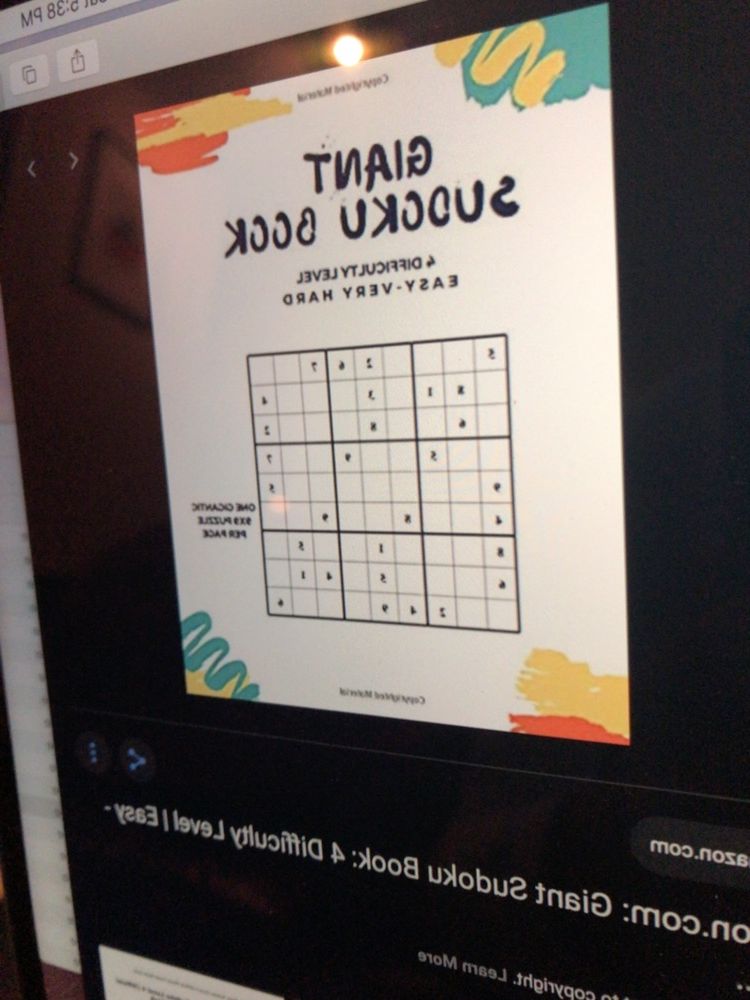 5:38 PM
Copyrighted Material
GIANT
SUDOKU BOOK
4 DIFFICULTY LEVEL
EASY-VERY HARD
5 2 6 7
8 1 3 4
6 8 2
5 9 7
9 5
4 8 9
8 1 5
6 5 4 1
2 4 9 6
ONE GIGANTIC
9X9 PUZZLE
PER PAGE
Copyrighted Material
azon.com
on.com: Giant Sudoku Book: 4 Difficulty Level | Easy -
to copyright. Learn More